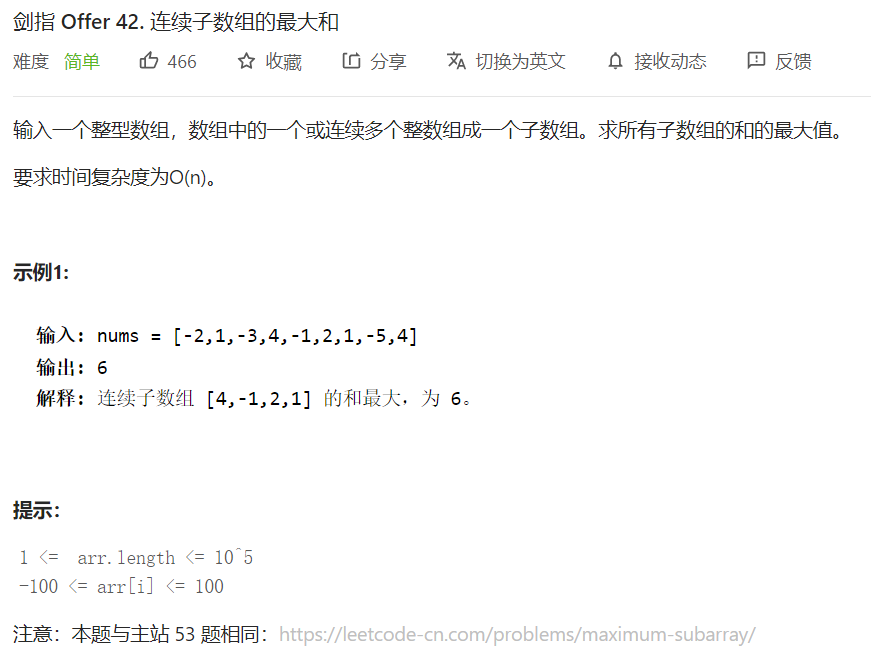 剑指 Offer 42. 连续子数组的最大和
难度 简单 466 收藏 分享 切换为英文 接收动态 反馈
输入一个整型数组，数组中的一个或连续多个整数组成一个子数组。求所有子数组的和的最大值。
要求时间复杂度为O(n)。
示例1:
输入: nums = [-2,1,-3,4,-1,2,1,-5,4]
输出: 6
解释: 连续子数组 [4,-1,2,1] 的和最大，为 6。
提示：
1 <= arr.length <= 10^5
-100 <= arr[i] <= 100
注意：本题与主站 53 题相同：https://leetcode-cn.com/problems/maximum-subarray/